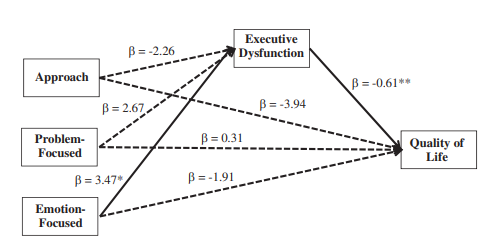 Executive
Dysfunction
β = -2.26
Approach
β = -0.61**
β = 2.67
β = -3.94
Problem-
Focused
β = 0.31
Quality of
Life
β = 3.47*
β = -1.91
Emotion-
Focused